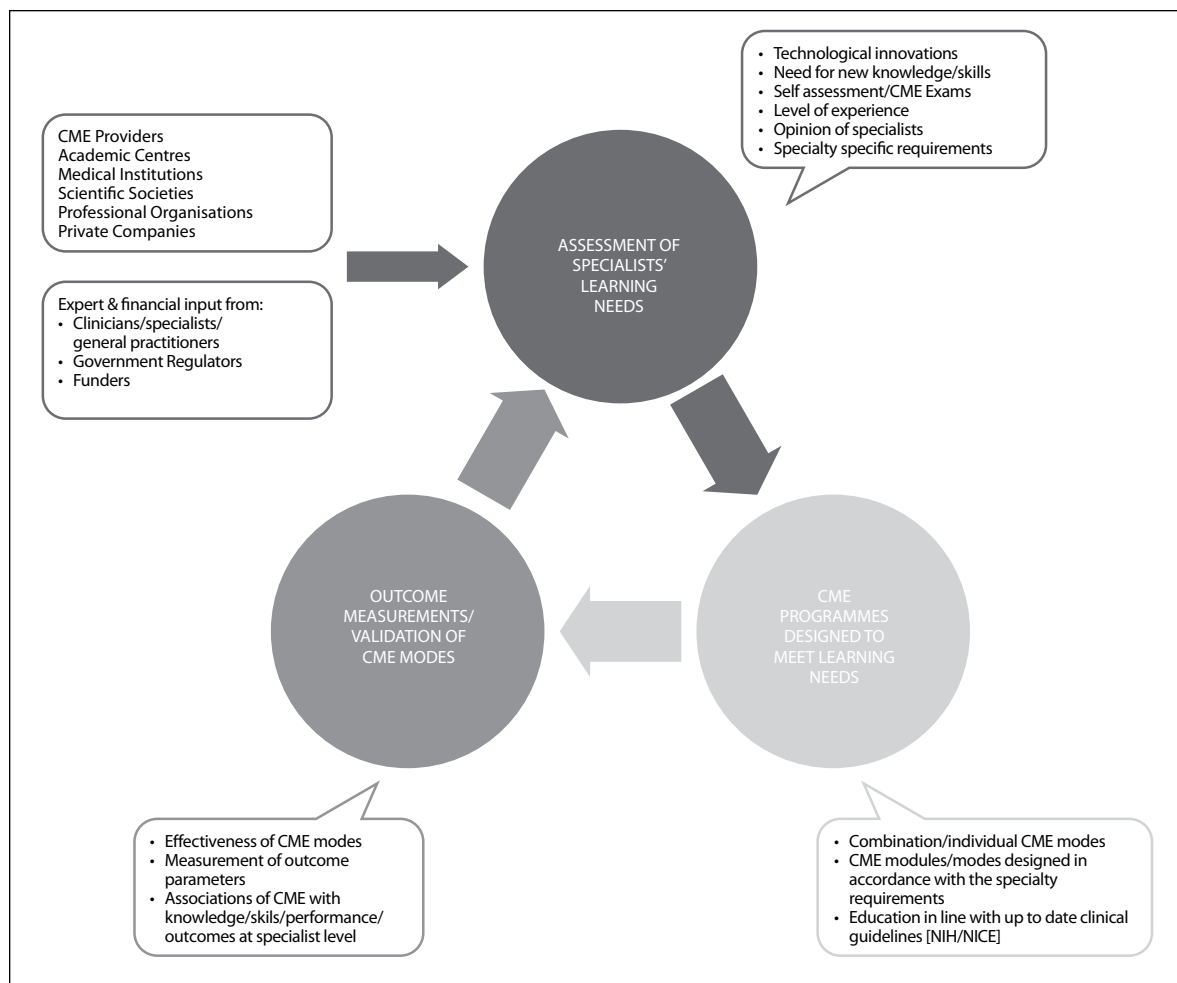 CME Providers
Academic Centres
Medical Institutions
Scientific Societies
Professional Organisations
Private Companies
Expert & financial input from:
• Clinicians/specialists/
general practitioners
• Government Regulators
• Funders
• Technological innovations
• Need for new knowledge/skills
• Self assessment/CME Exams
• Level of experience
• Opinion of specialists
• Specialty specific requirements
ASSESSMENT OF
SPECIALISTS’
LEARNING
NEEDS
OUTCOME
MEASUREMENTS/
VALIDATION OF
CME MODES
CME
PROGRAMMES
DESIGNED TO
MEET LEARNING
NEEDS
• Effectiveness of CME modes
• Measurement of outcome
parameters
• Associations of CME with
knowledge/skils/performance/
outcomes at specialist level
• Combination/individual CME modes
• CME modules/modes designed in
accordance with the specialty
requirements
• Education in line with up to date clinical
guidelines [NIH/NICE]